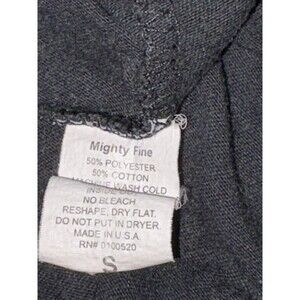 Mighty Fine
50% POLYESTER
50% COTTON
MACHINE WASH COLD
INSIDE OUT
NO BLEACH
RESHAPE, DRY FLAT.
DO NOT PUT IN DRYER.
MADE IN U.S.A.
RN# 0100520
S